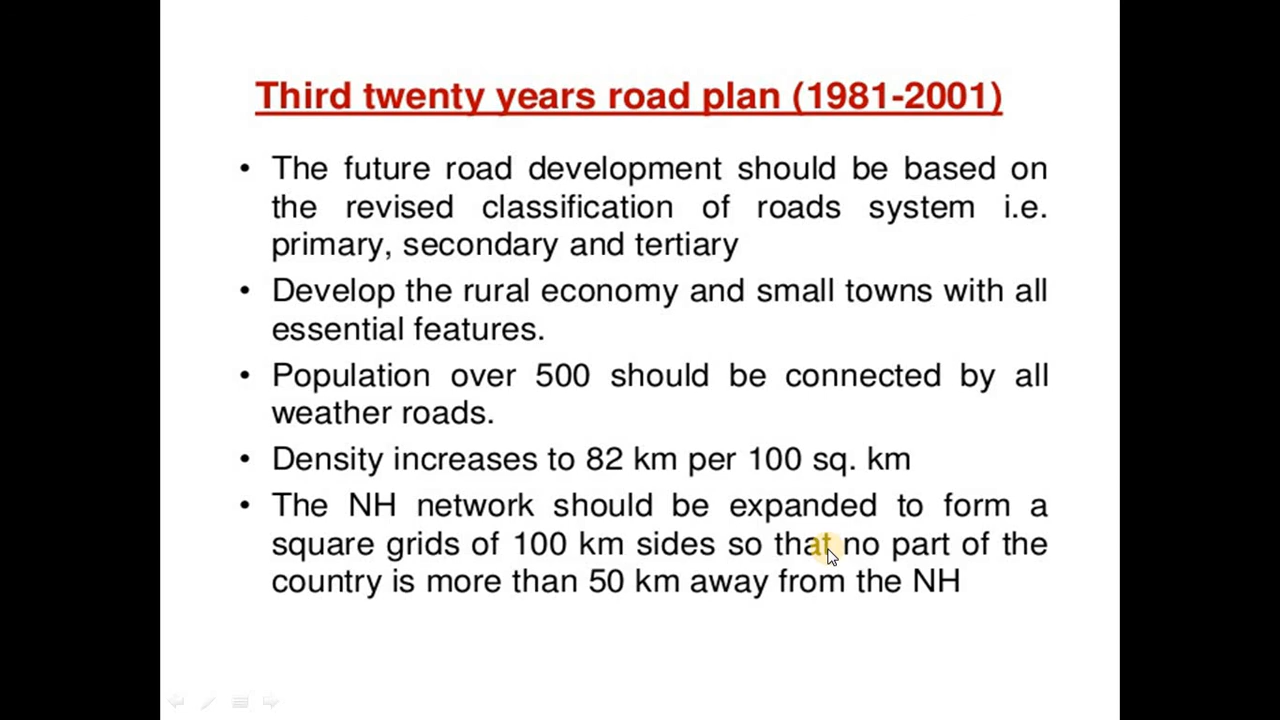 Third twenty years road plan (1981-2001)
• The future road development should be based on
the revised classification of roads system i.e.
primary, secondary and tertiary
• Develop the rural economy and small towns with all
essential features.
• Population over 500 should be connected by all
weather roads.
• Density increases to 82 km per 100 sq. km
• The NH network should be expanded to form a
square grids of 100 km sides so that no part of the
country is more than 50 km away from the NH